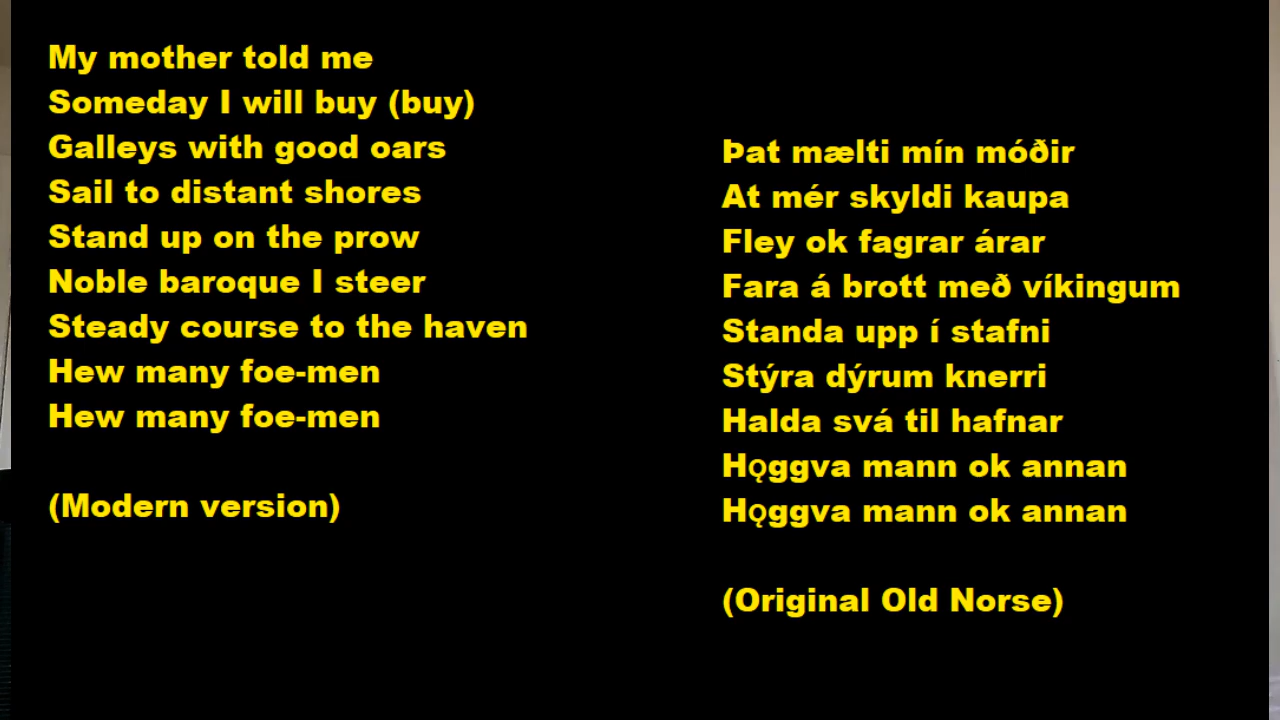 My mother told me
Someday I will buy (buy)
Galleys with good oars
Sail to distant shores
Stand up on the prow
Noble baroque I steer
Steady course to the haven
Hew many foe-men
Hew many foe-men
(Modern version)
Þat mælti mín móðir
At mér skyldi kaupa
Fley ok fagrar árar
Fara á brott með víkingum
Standa upp í stafni
Stýra dýrum knerri
Halda svá til hafnar
Hǫggva mann ok annan
Hǫggva mann ok annan
(Original Old Norse)